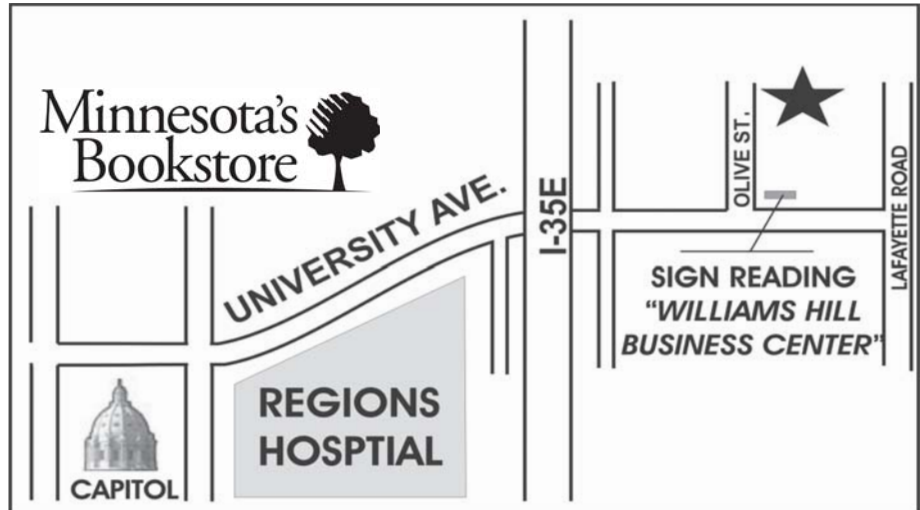 Minnesota's
Bookstore
UNIVERSITY AVE.
I-35E
OLIVE ST.
LAFAYETTE ROAD
SIGN READING
“WILLIAMS HILL
BUSINESS CENTER”
REGIONS
HOSPTIAL
CAPITOL